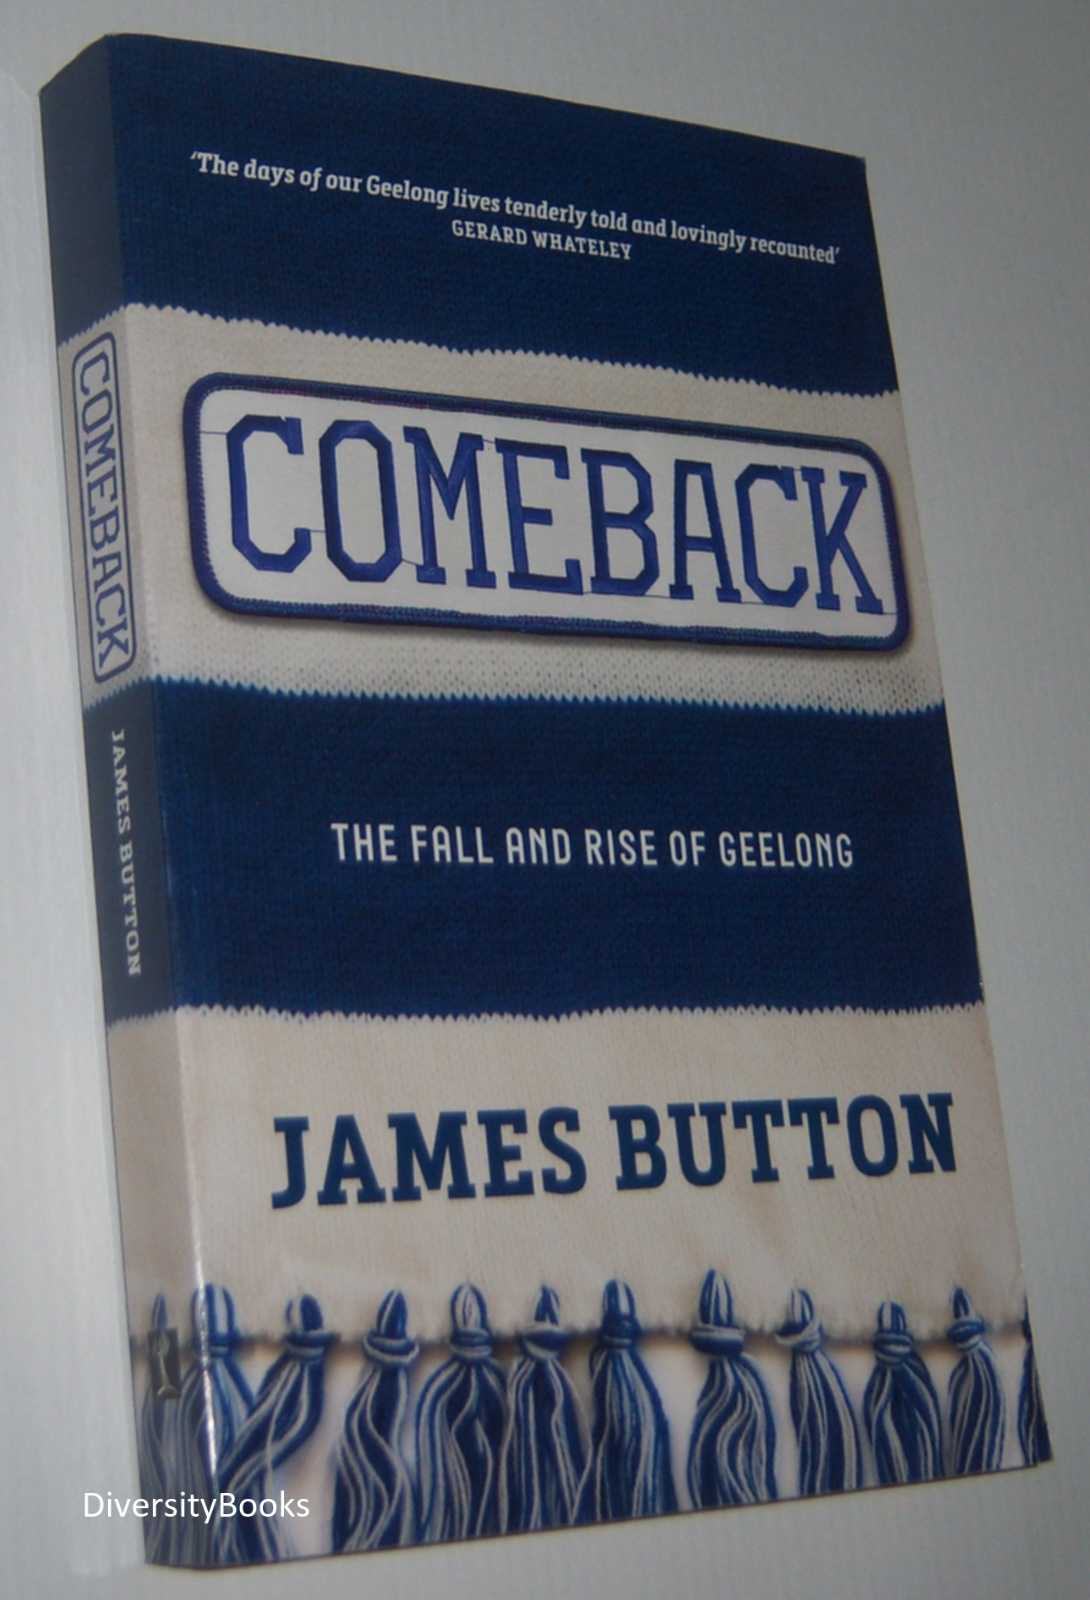 ‘The days of our Geelong lives tenderly told and lovingly recounted’
GERARD WHATELEY
COMEBACK
THE FALL AND RISE OF GEELONG
JAMES BUTTON
COMEBACK
JAMES BUTTON
DiversityBooks